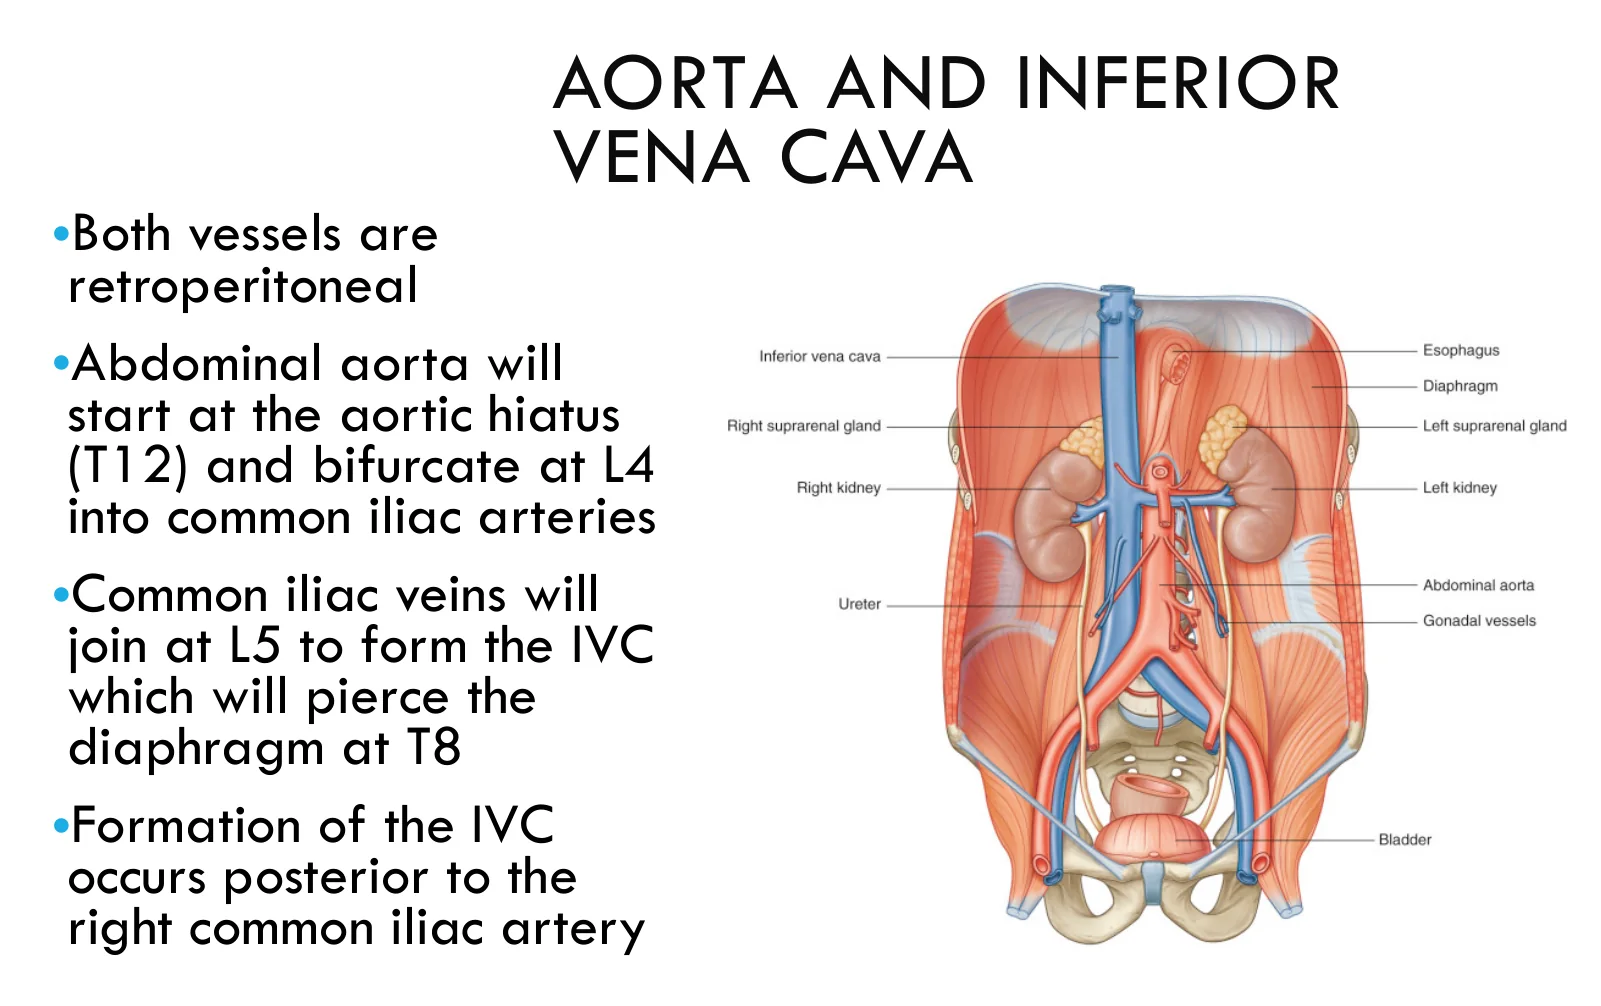 AORTA AND INFERIOR
VENA CAVA
•Both vessels are
retroperitoneal
•Abdominal aorta will
start at the aortic hiatus
(T12) and bifurcate at L4
into common iliac arteries
•Common iliac veins will
join at L5 to form the IVC
which will pierce the
diaphragm at T8
•Formation of the IVC
occurs posterior to the
right common iliac artery
Inferior vena cava
Right suprarenal gland
Right kidney
Ureter
Esophagus
Diaphragm
Left suprarenal gland
Left kidney
Abdominal aorta
Gonadal vessels
Bladder